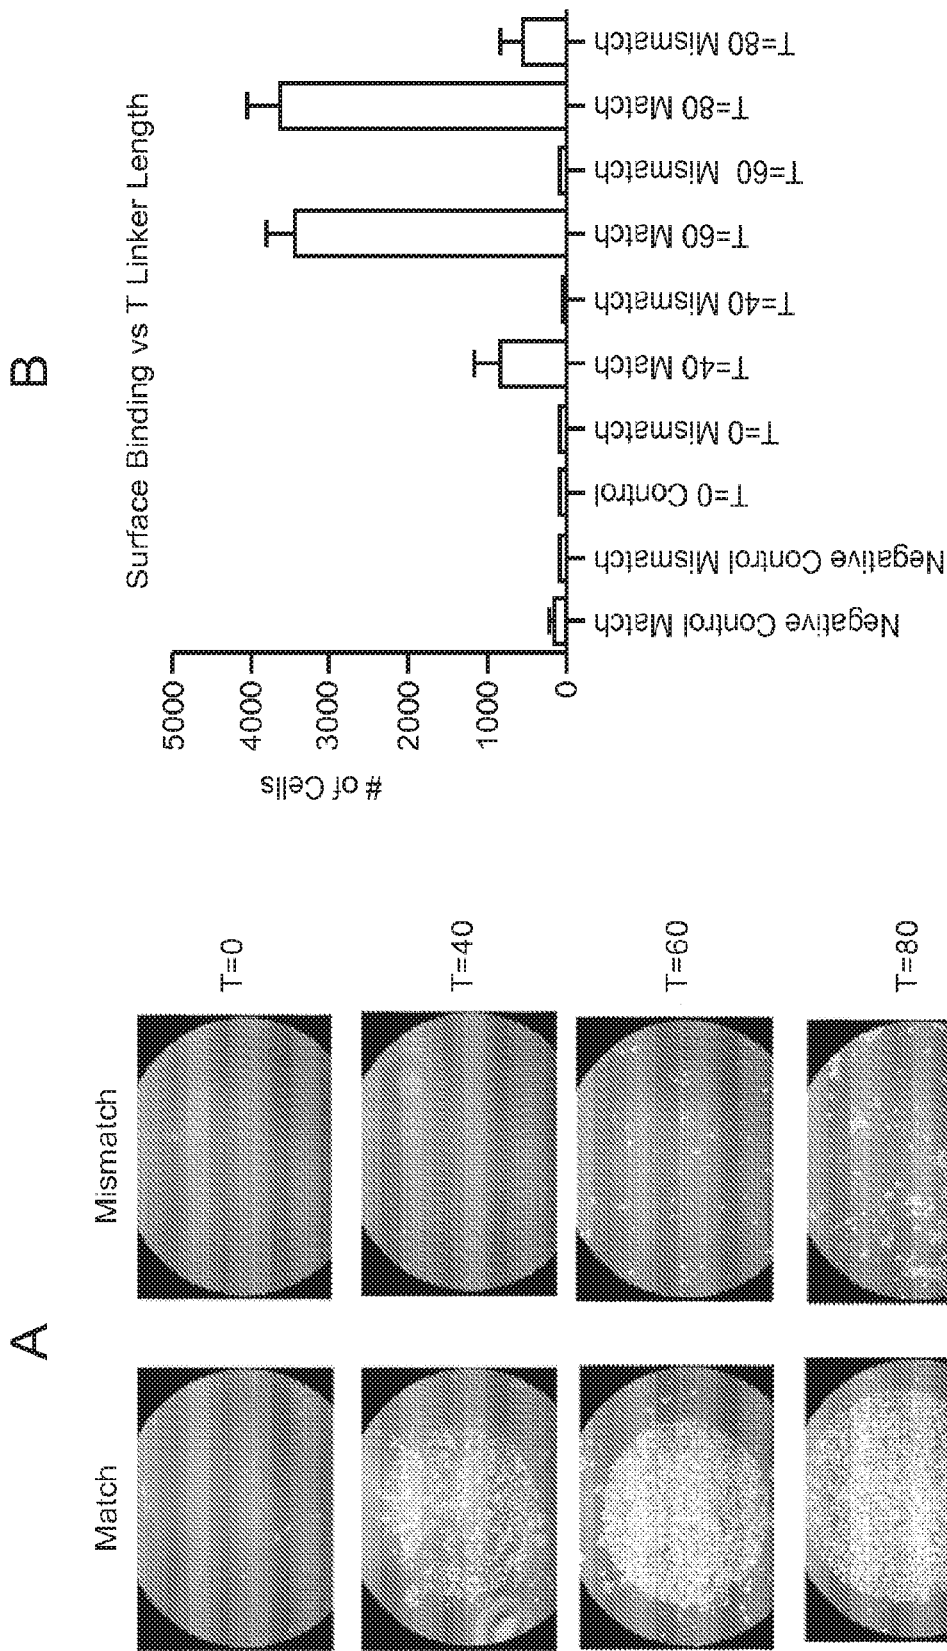 A
Match
Mismatch
T=0
T=40
T=60
T=80
B
Surface Binding vs T Linker Length
# of Cells
5000
4000
3000
2000
1000
0
Negative Control Match
Negative Control Mismatch
T=0 Control
T=0 Mismatch
T=40 Match
T=40 Mismatch
T=60 Match
T=60 Mismatch
T=80 Match
T=80 Mismatch